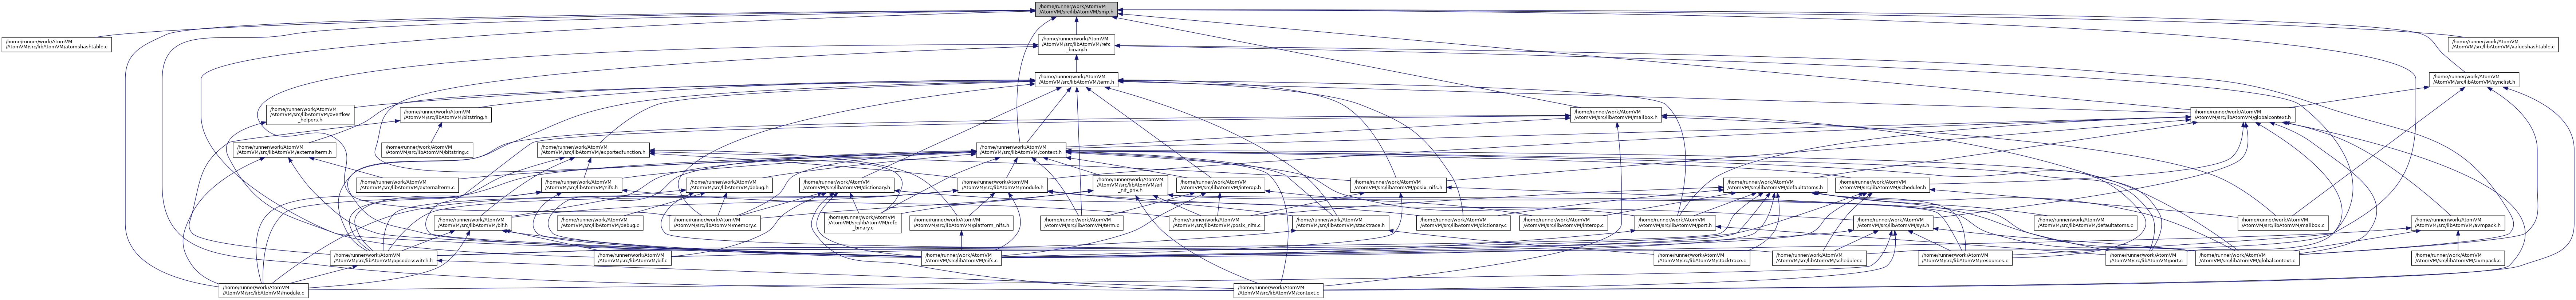 /home/runner/work/AtomVM
/AtomVM/src/libAtomVM/smp.h
/home/runner/work/AtomVM
/AtomVM/src/libAtomVM/atomshashtable.c
/home/runner/work/AtomVM
/AtomVM/src/libAtomVM/refc
_binary.h
/home/runner/work/AtomVM
/AtomVM/src/libAtomVM/valueshashtable.c
/home/runner/work/AtomVM
/AtomVM/src/libAtomVM/term.h
/home/runner/work/AtomVM
/AtomVM/src/libAtomVM/synclist.h
/home/runner/work/AtomVM
/AtomVM/src/libAtomVM/overflow
_helpers.h
/home/runner/work/AtomVM
/AtomVM/src/libAtomVM/bitstring.h
/home/runner/work/AtomVM
/AtomVM/src/libAtomVM/mailbox.h
/home/runner/work/AtomVM
/AtomVM/src/libAtomVM/globalcontext.h
/home/runner/work/AtomVM
/AtomVM/src/libAtomVM/externalterm.h
/home/runner/work/AtomVM
/AtomVM/src/libAtomVM/bitstring.c
/home/runner/work/AtomVM
/AtomVM/src/libAtomVM/exportedfunction.h
/home/runner/work/AtomVM
/AtomVM/src/libAtomVM/context.h
/home/runner/work/AtomVM
/AtomVM/src/libAtomVM/externalterm.c
/home/runner/work/AtomVM
/AtomVM/src/libAtomVM/nifs.h
/home/runner/work/AtomVM
/AtomVM/src/libAtomVM/debug.h
/home/runner/work/AtomVM
/AtomVM/src/libAtomVM/dictionary.h
/home/runner/work/AtomVM
/AtomVM/src/libAtomVM/module.h
/home/runner/work/AtomVM
/AtomVM/src/libAtomVM/erl
_nif_priv.h
/home/runner/work/AtomVM
/AtomVM/src/libAtomVM/interop.h
/home/runner/work/AtomVM
/AtomVM/src/libAtomVM/posix_nifs.h
/home/runner/work/AtomVM
/AtomVM/src/libAtomVM/defaultatoms.h
/home/runner/work/AtomVM
/AtomVM/src/libAtomVM/scheduler.h
/home/runner/work/AtomVM
/AtomVM/src/libAtomVM/bif.h
/home/runner/work/AtomVM
/AtomVM/src/libAtomVM/debug.c
/home/runner/work/AtomVM
/AtomVM/src/libAtomVM/memory.c
/home/runner/work/AtomVM
/AtomVM/src/libAtomVM/refc
_binary.c
/home/runner/work/AtomVM
/AtomVM/src/libAtomVM/platform_nifs.h
/home/runner/work/AtomVM
/AtomVM/src/libAtomVM/term.c
/home/runner/work/AtomVM
/AtomVM/src/libAtomVM/posix_nifs.c
/home/runner/work/AtomVM
/AtomVM/src/libAtomVM/stacktrace.h
/home/runner/work/AtomVM
/AtomVM/src/libAtomVM/dictionary.c
/home/runner/work/AtomVM
/AtomVM/src/libAtomVM/interop.c
/home/runner/work/AtomVM
/AtomVM/src/libAtomVM/port.h
/home/runner/work/AtomVM
/AtomVM/src/libAtomVM/sys.h
/home/runner/work/AtomVM
/AtomVM/src/libAtomVM/defaultatoms.c
/home/runner/work/AtomVM
/AtomVM/src/libAtomVM/mailbox.c
/home/runner/work/AtomVM
/AtomVM/src/libAtomVM/avmpack.h
/home/runner/work/AtomVM
/AtomVM/src/libAtomVM/opcodesswitch.h
/home/runner/work/AtomVM
/AtomVM/src/libAtomVM/bif.c
/home/runner/work/AtomVM
/AtomVM/src/libAtomVM/nifs.c
/home/runner/work/AtomVM
/AtomVM/src/libAtomVM/stacktrace.c
/home/runner/work/AtomVM
/AtomVM/src/libAtomVM/scheduler.c
/home/runner/work/AtomVM
/AtomVM/src/libAtomVM/resources.c
/home/runner/work/AtomVM
/AtomVM/src/libAtomVM/port.c
/home/runner/work/AtomVM
/AtomVM/src/libAtomVM/globalcontext.c
/home/runner/work/AtomVM
/AtomVM/src/libAtomVM/avmpack.c
/home/runner/work/AtomVM
/AtomVM/src/libAtomVM/module.c
/home/runner/work/AtomVM
/AtomVM/src/libAtomVM/context.c